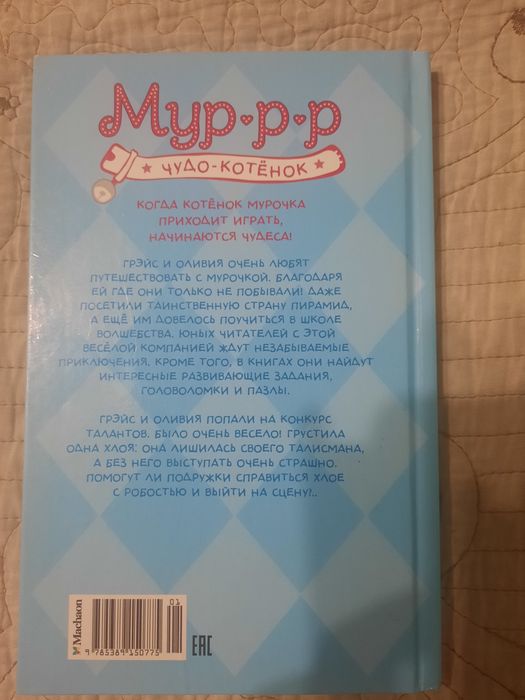 Мур·р·р
ЧУДО-КОТЁНОК
КОГДА КОТЁНОК МУРОЧКА
ПРИХОДИТ ИГРАТЬ,
НАЧИНАЮТСЯ ЧУДЕСА!
ГРЭЙС И ОЛИВИЯ ОЧЕНЬ ЛЮБЯТ
ПУТЕШЕСТВОВАТЬ С МУРОЧКОЙ. БЛАГОДАРЯ
ЕЙ ГДЕ ОНИ ТОЛЬКО НЕ ПОБЫВАЛИ! ДАЖЕ
ПОСЕТИЛИ ТАИНСТВЕННУЮ СТРАНУ ПИРАМИД,
А ЕЩЁ ИМ ДОВЕЛОСЬ ПОУЧИТЬСЯ В ШКОЛЕ
ВОЛШЕБСТВА. ЮНЫХ ЧИТАТЕЛЕЙ С ЭТОЙ
ВЕСЁЛОЙ КОМПАНИЕЙ ЖДУТ НЕЗАБЫВАЕМЫЕ
ПРИКЛЮЧЕНИЯ. КРОМЕ ТОГО, В КНИГАХ ОНИ НАЙДУТ
ИНТЕРЕСНЫЕ РАЗВИВАЮЩИЕ ЗАДАНИЯ,
ГОЛОВОЛОМКИ И ПАЗЛЫ.
ГРЭЙС И ОЛИВИЯ ПОПАЛИ НА КОНКУРС
ТАЛАНТОВ. БЫЛО ОЧЕНЬ ВЕСЕЛО! ГРУСТИЛА
ОДНА ХЛОЯ: ОНА ЛИШИЛАСЬ СВОЕГО ТАЛИСМАНА,
А БЕЗ НЕГО ВЫСТУПАТЬ ОЧЕНЬ СТРАШНО.
ПОМОГУТ ЛИ ПОДРУЖКИ СПРАВИТЬСЯ ХЛОЕ
С РОБОСТЬЮ И ВЫЙТИ НА СЦЕНУ?..
Machaon
01
9 785389 150775
EAC